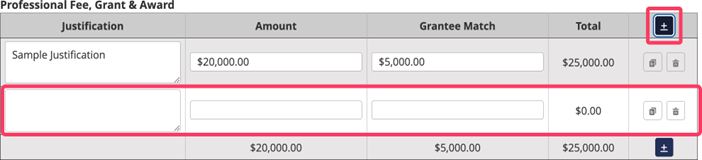 Professional Fee, Grant & Award
Justification Amount Grantee Match Total
Sample Justification $20,000.00 $5,000.00 $25,000.00
$0.00
$20,000.00 $5,000.00 $25,000.00